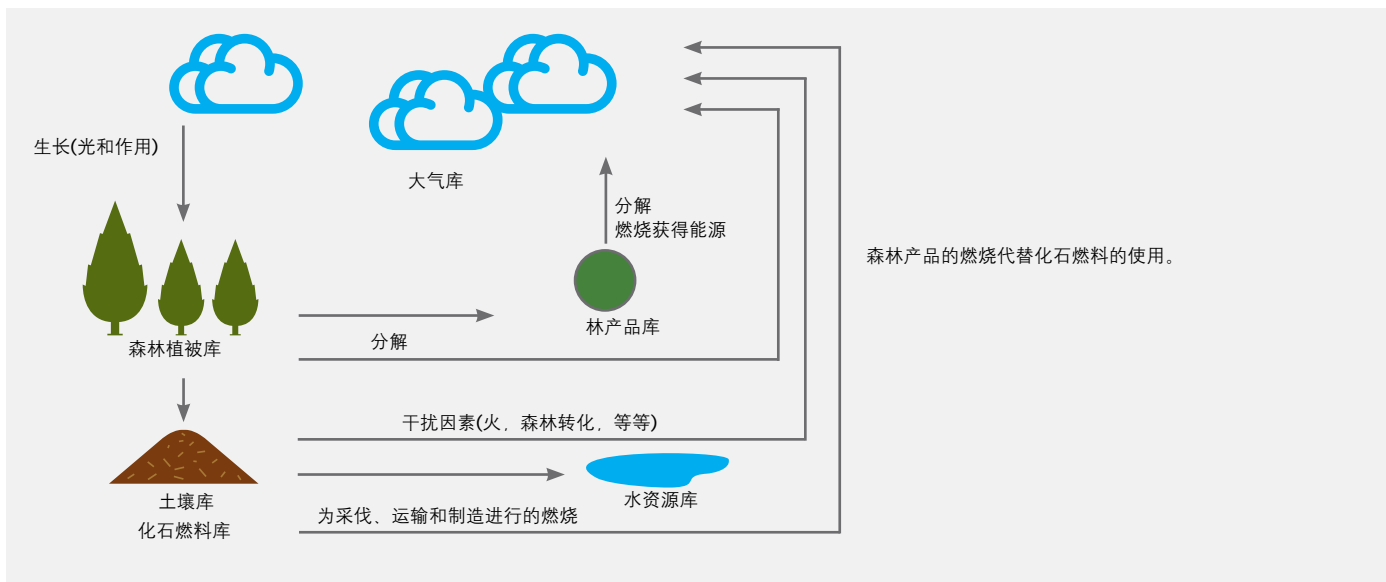 生长(光和作用)
大气库
分解
燃烧获得能源
森林产品的燃烧代替化石燃料的使用。
林产品库
分解
森林植被库
干扰因素(火，森林转化，等等)
土壤库
化石燃料库
水资源库
为采伐、运输和制造进行的燃烧